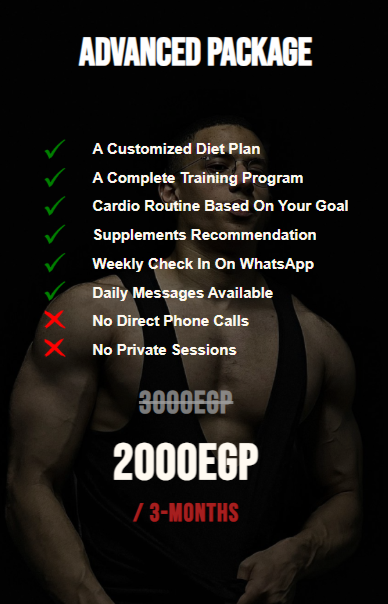 ADVANCED PACKAGE
A Customized Diet Plan
A Complete Training Program
Cardio Routine Based On Your Goal
Supplements Recommendation
Weekly Check In On WhatsApp
Daily Messages Available
No Direct Phone Calls
No Private Sessions
3000EGP
2000EGP
/ 3-MONTHS